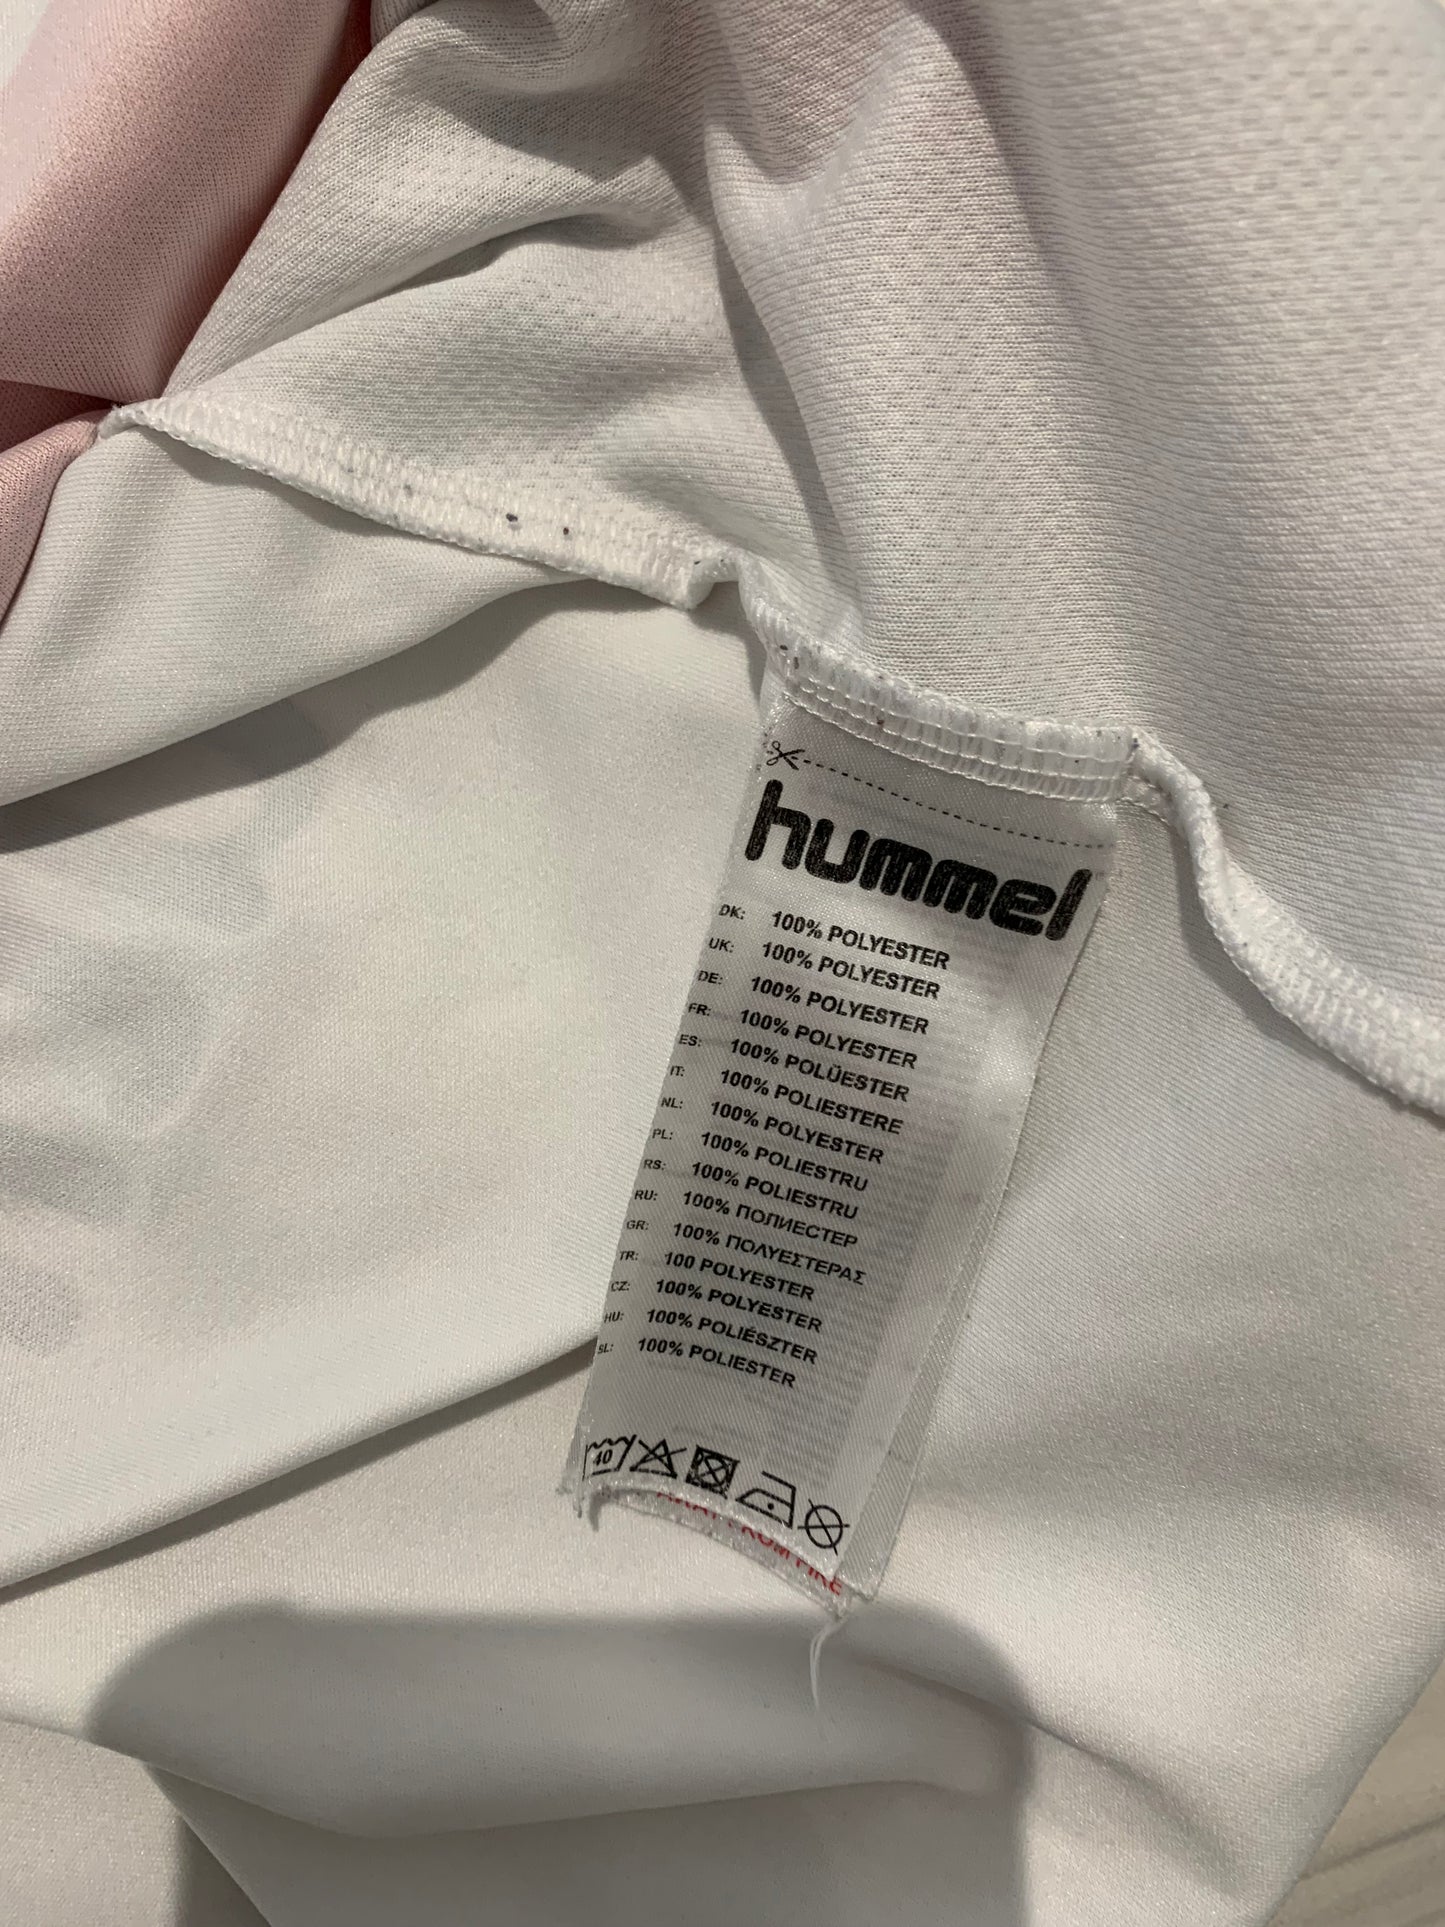 hummel
DK: 100% POLYESTER
UK: 100% POLYESTER
DE: 100% POLYESTER
FR: 100% POLYESTER
ES: 100% POLÜESTER
IT: 100% POLIESTERE
NL: 100% POLYESTER
PL: 100% POLIESTRU
RS: 100% POLIESTRU
RU: 100% ПОЛИЕСТЕР
GR: 100% ΠΟΛΥΕΣΤΕΡΑΣ
TR: 100 POLYESTER
CZ: 100% POLYESTER
HU: 100% POLIÉSZTER
SL: 100% POLIESTER
40
FROM FIRE